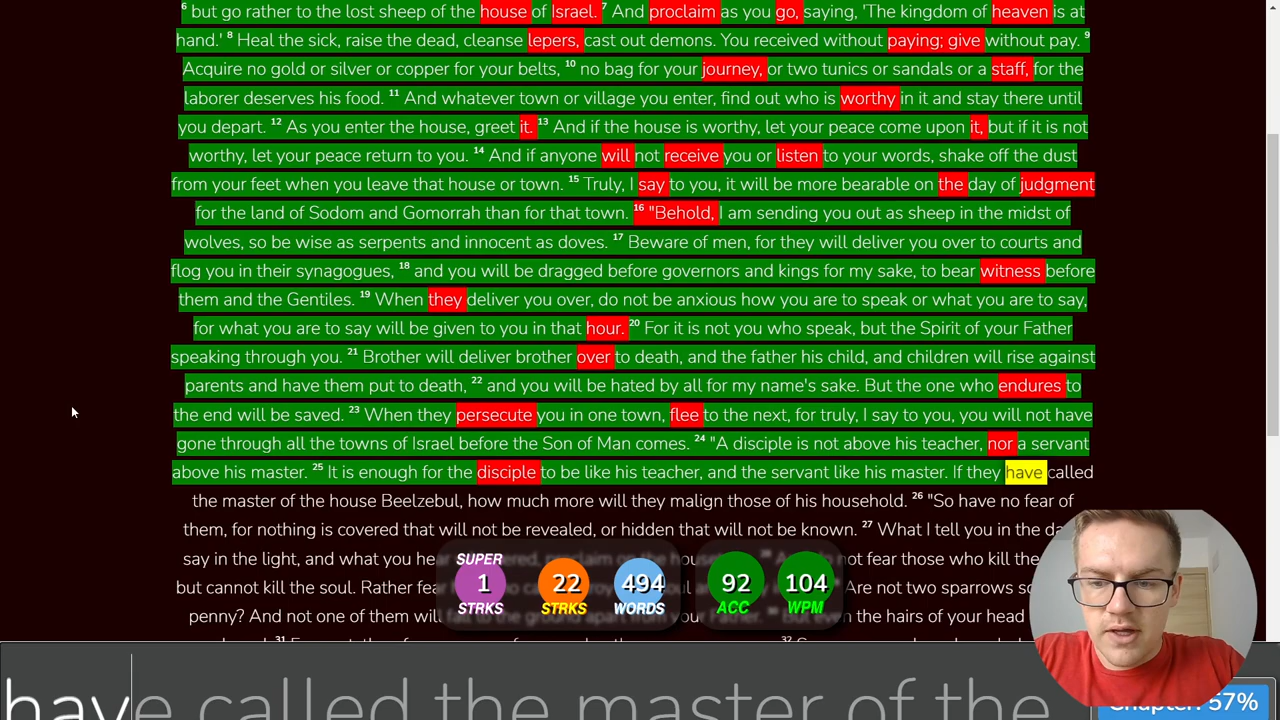 6 but go rather to the lost sheep of the house of Israel. 7 And proclaim as you go, saying, 'The kingdom of heaven is at
hand.' 8 Heal the sick, raise the dead, cleanse lepers, cast out demons. You received without paying; give without pay. 9
Acquire no gold or silver or copper for your belts, 10 no bag for your journey, or two tunics or sandals or a staff, for the
laborer deserves his food. 11 And whatever town or village you enter, find out who is worthy in it and stay there until
you depart. 12 As you enter the house, greet it. 13 And if the house is worthy, let your peace come upon it, but if it is not
worthy, let your peace return to you. 14 And if anyone will not receive you or listen to your words, shake off the dust
from your feet when you leave that house or town. 15 Truly, I say to you, it will be more bearable on the day of judgment
for the land of Sodom and Gomorrah than for that town. 16 "Behold, I am sending you out as sheep in the midst of
wolves, so be wise as serpents and innocent as doves. 17 Beware of men, for they will deliver you over to courts and
flog you in their synagogues, 18 and you will be dragged before governors and kings for my sake, to bear witness before
them and the Gentiles. 19 When they deliver you over, do not be anxious how you are to speak or what you are to say,
for what you are to say will be given to you in that hour. 20 For it is not you who speak, but the Spirit of your Father
speaking through you. 21 Brother will deliver brother over to death, and the father his child, and children will rise against
parents and have them put to death, 22 and you will be hated by all for my name's sake. But the one who endures to
the end will be saved. 23 When they persecute you in one town, flee to the next, for truly, I say to you, you will not have
gone through all the towns of Israel before the Son of Man comes. 24 "A disciple is not above his teacher, nor a servant
above his master. 25 It is enough for the disciple to be like his teacher, and the servant like his master. If they have called
the master of the house Beelzebul, how much more will they malign those of his household. 26 "So have no fear of
them, for nothing is covered that will not be revealed, or hidden that will not be known. 27 What I tell you in the
say in the light, and what you not fear those who kill the
but cannot kill the soul. Rather Are not two sparrows
penny? And not one of them will the hairs of your head
31 32
SUPER
1 22 494 92 104
STRKS STRKS WORDS ACC WPM
have called the master of the
Chapter: 57%